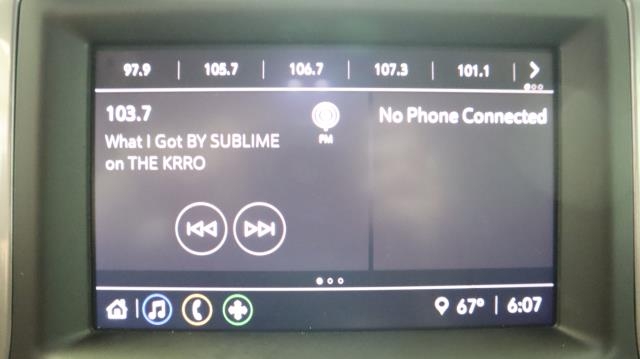 97.9 105.7 106.7 107.3 101.1
103.7
FM
What I Got BY SUBLIME
on THE KRRO
No Phone Connected
67° 6:07